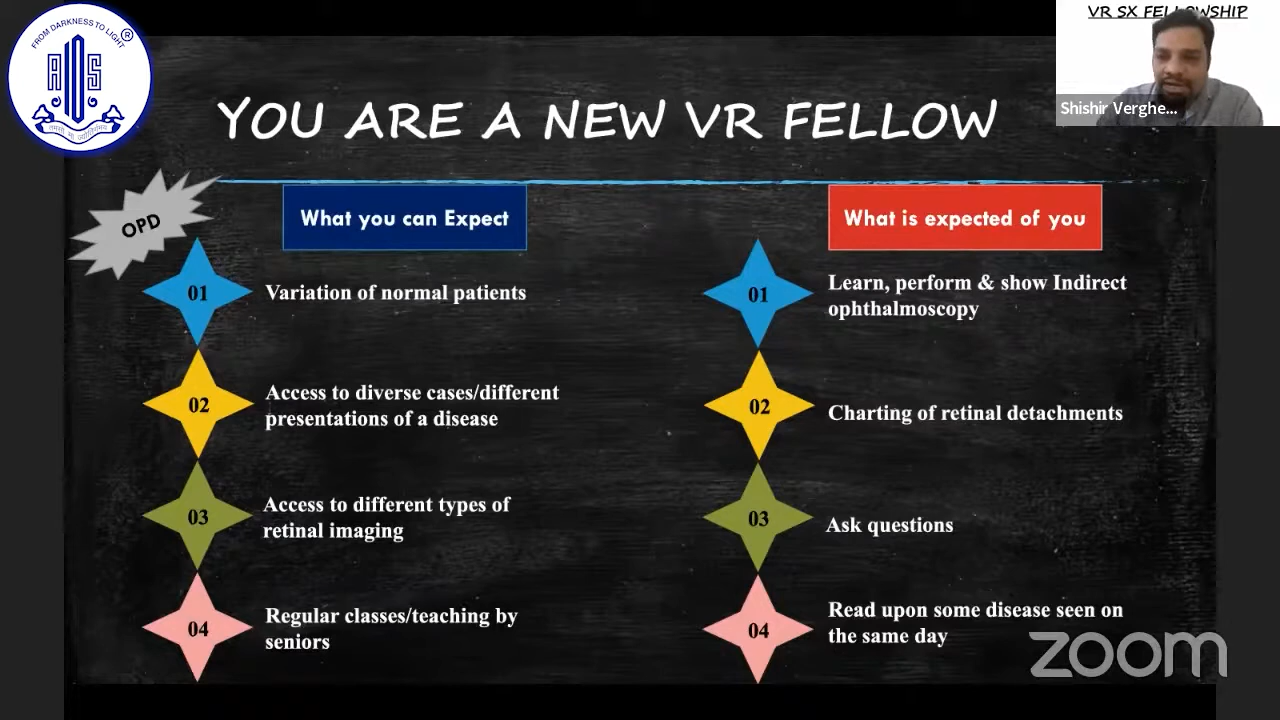 FROM DARKNESS TO LIGHT
®
AIOS
तमसो मा ज्योतिर्गमय
VR SX FELLOWSHIP
Shishir Verghe...
YOU ARE A NEW VR FELLOW
OPD
What you can Expect
01
Variation of normal patients
02
Access to diverse cases/different
presentations of a disease
03
Access to different types of
retinal imaging
04
Regular classes/teaching by
seniors
What is expected of you
01
Learn, perform & show Indirect
ophthalmoscopy
02
Charting of retinal detachments
03
Ask questions
04
Read upon some disease seen on
the same day
zoom